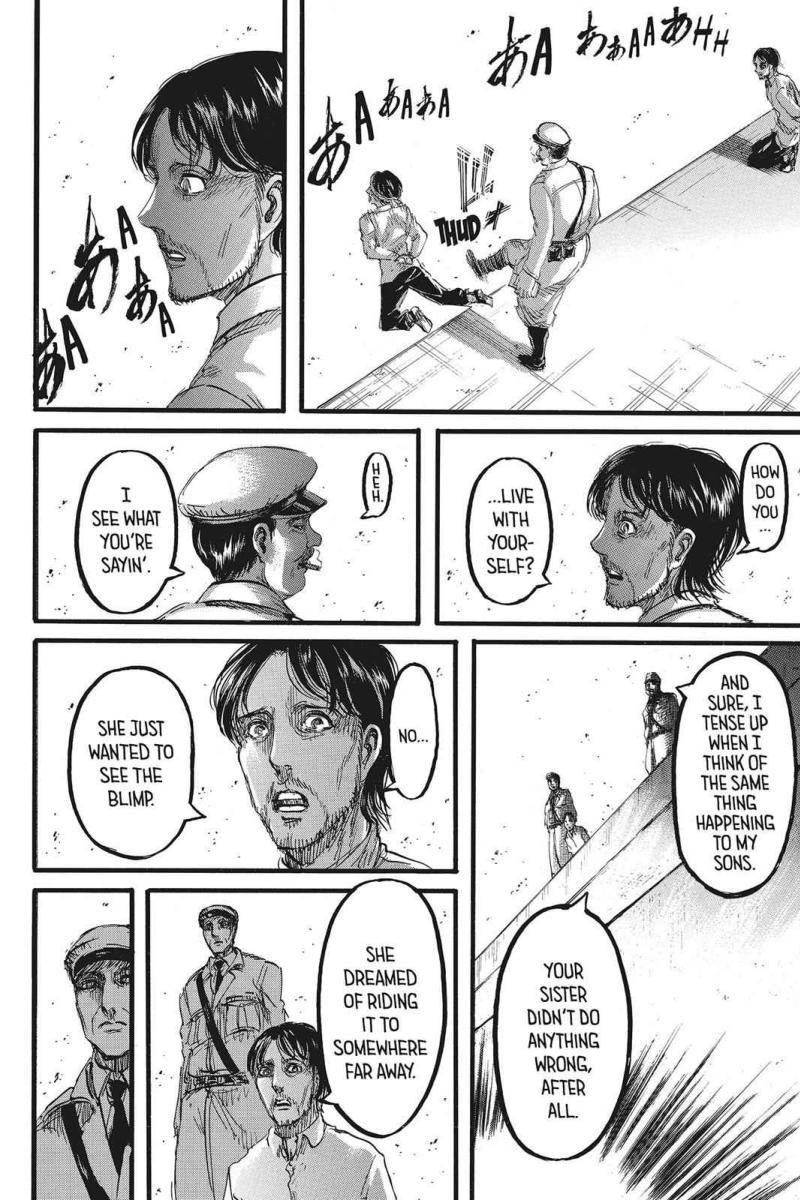 あA
あAあA
あA
あぁAAあHH
THUD
あA
あA
あA
HOW
DO
YOU
...
...LIVE
WITH
YOUR-
SELF?
HEH.
I
SEE WHAT
YOU'RE
SAYIN'.
AND
SURE, I
TENSE UP
WHEN I
THINK OF
THE SAME
THING
HAPPENING
TO MY
SONS.
YOUR
SISTER
DIDN'T DO
ANYTHING
WRONG,
AFTER
ALL.
NO...
SHE JUST
WANTED TO
SEE THE
BLIMP.
SHE
DREAMED
OF RIDING
IT TO
SOMEWHERE
FAR AWAY.